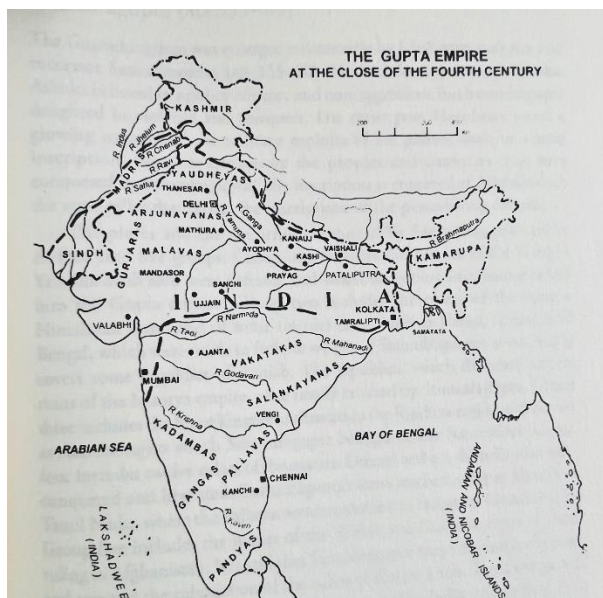 THE GUPTA EMPIRE
AT THE CLOSE OF THE FOURTH CENTURY
KASHMIR
R Indus
R Jhelum
R Chenab
R Ravi
MADRAS
R Satluj
YAUDHEYAS
THANESAR
DELHI
R Ganga
R Yamuna
ARJUNAYANAS
MATHURA
GURJARAS
SINDH
MALAVAS
AYODHYA
KANAUJ
KASHI
VAISHALI
PRAYAG
PATALIPUTRA
R Brahmaputra
KAMARUPA
MANDASOR
SANCHI
UJJAIN
INDIA
KOLKATA
TAMRALIPTI
SAMATATA
VALABHI
R Narmada
R Tapi
AJANTA
VAKATAKAS
R Mahanadi
R Godavari
SALANKAYANAS
MUMBAI
R Krishna
VENGI
KADAMBAS
ARABIAN SEA
BAY OF BENGAL
GANGAS
PALLAVAS
CHENNAI
KANCHI
R Kaveri
PANDYAS
LAKSHADWEEP
(INDIA)
ANDAMAN AND NICOBAR ISLANDS
(INDIA)